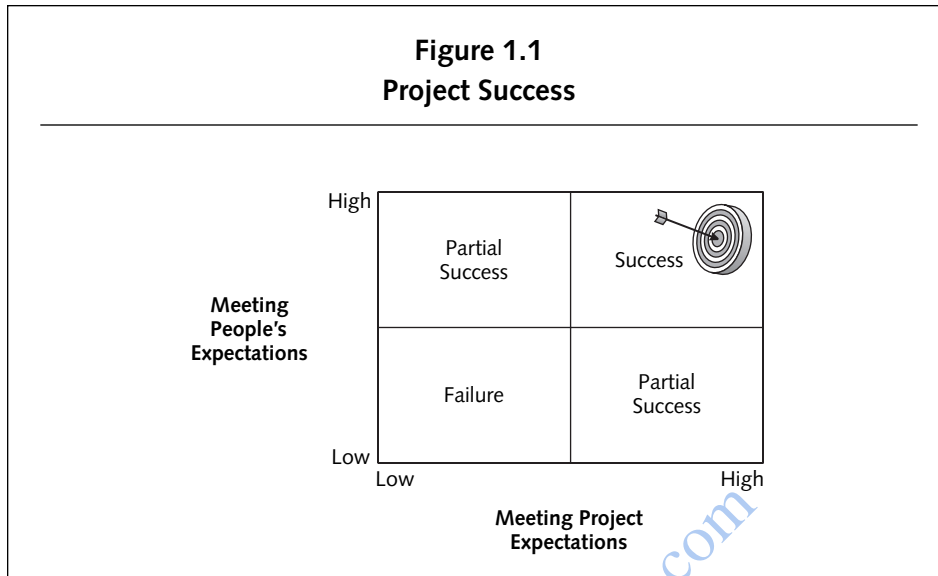 Figure 1.1
Project Success
High
Partial
Success
Success
Meeting
People's
Expectations
Failure
Partial
Success
Low
Low
High
Meeting Project
Expectations
com